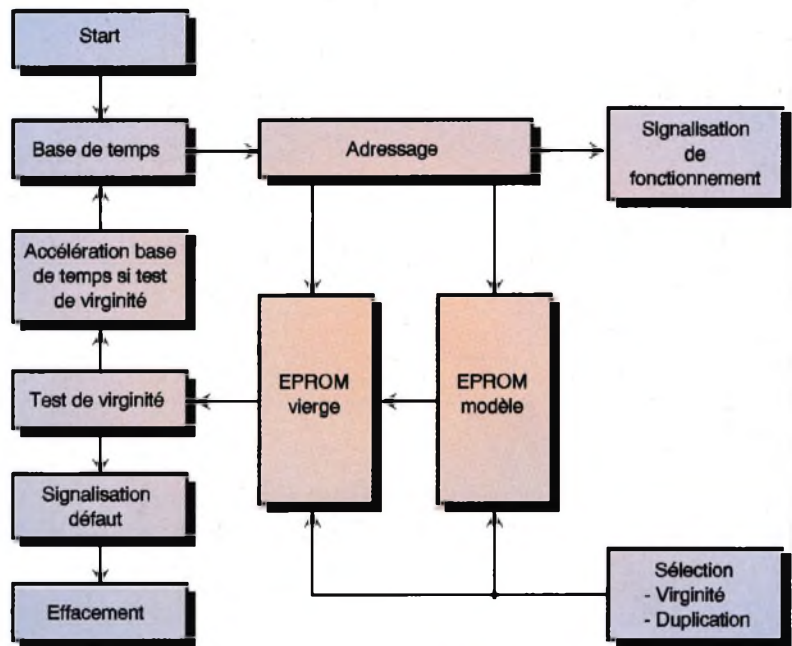 Start
Base de temps
Adressage
Signalisation
de
fonctionnement
Accélération base
de temps si test
de virginité
EPROM
vierge
EPROM
modèle
Test de virginité
Signalisation
défaut
Effacement
Sélection
- Virginité
- Duplication